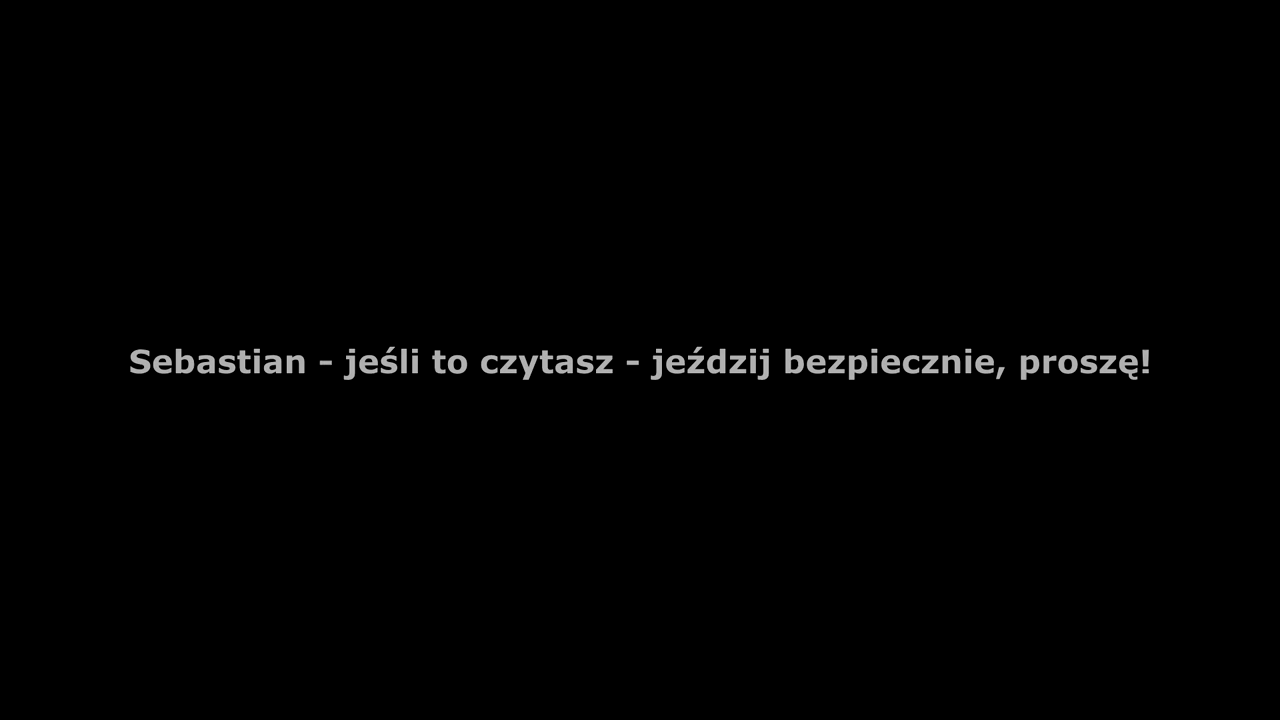 Sebastian - jeśli to czytasz - jeździj bezpiecznie, proszę!